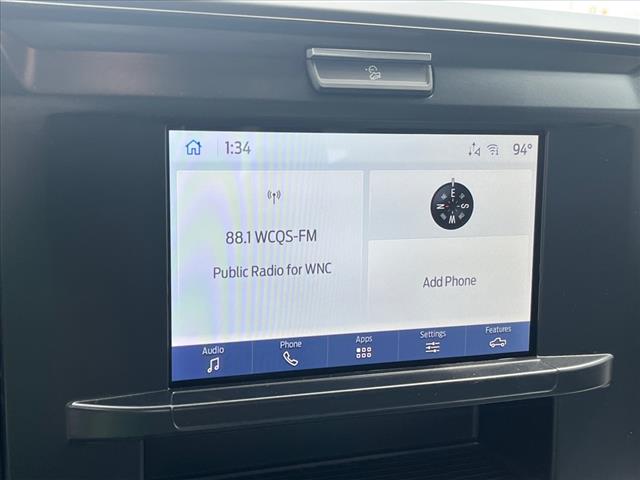 1:34
94°
88.1 WCQS-FM
Public Radio for WNC
E
N
S
W
Add Phone
Audio
Phone
Apps
Settings
Features